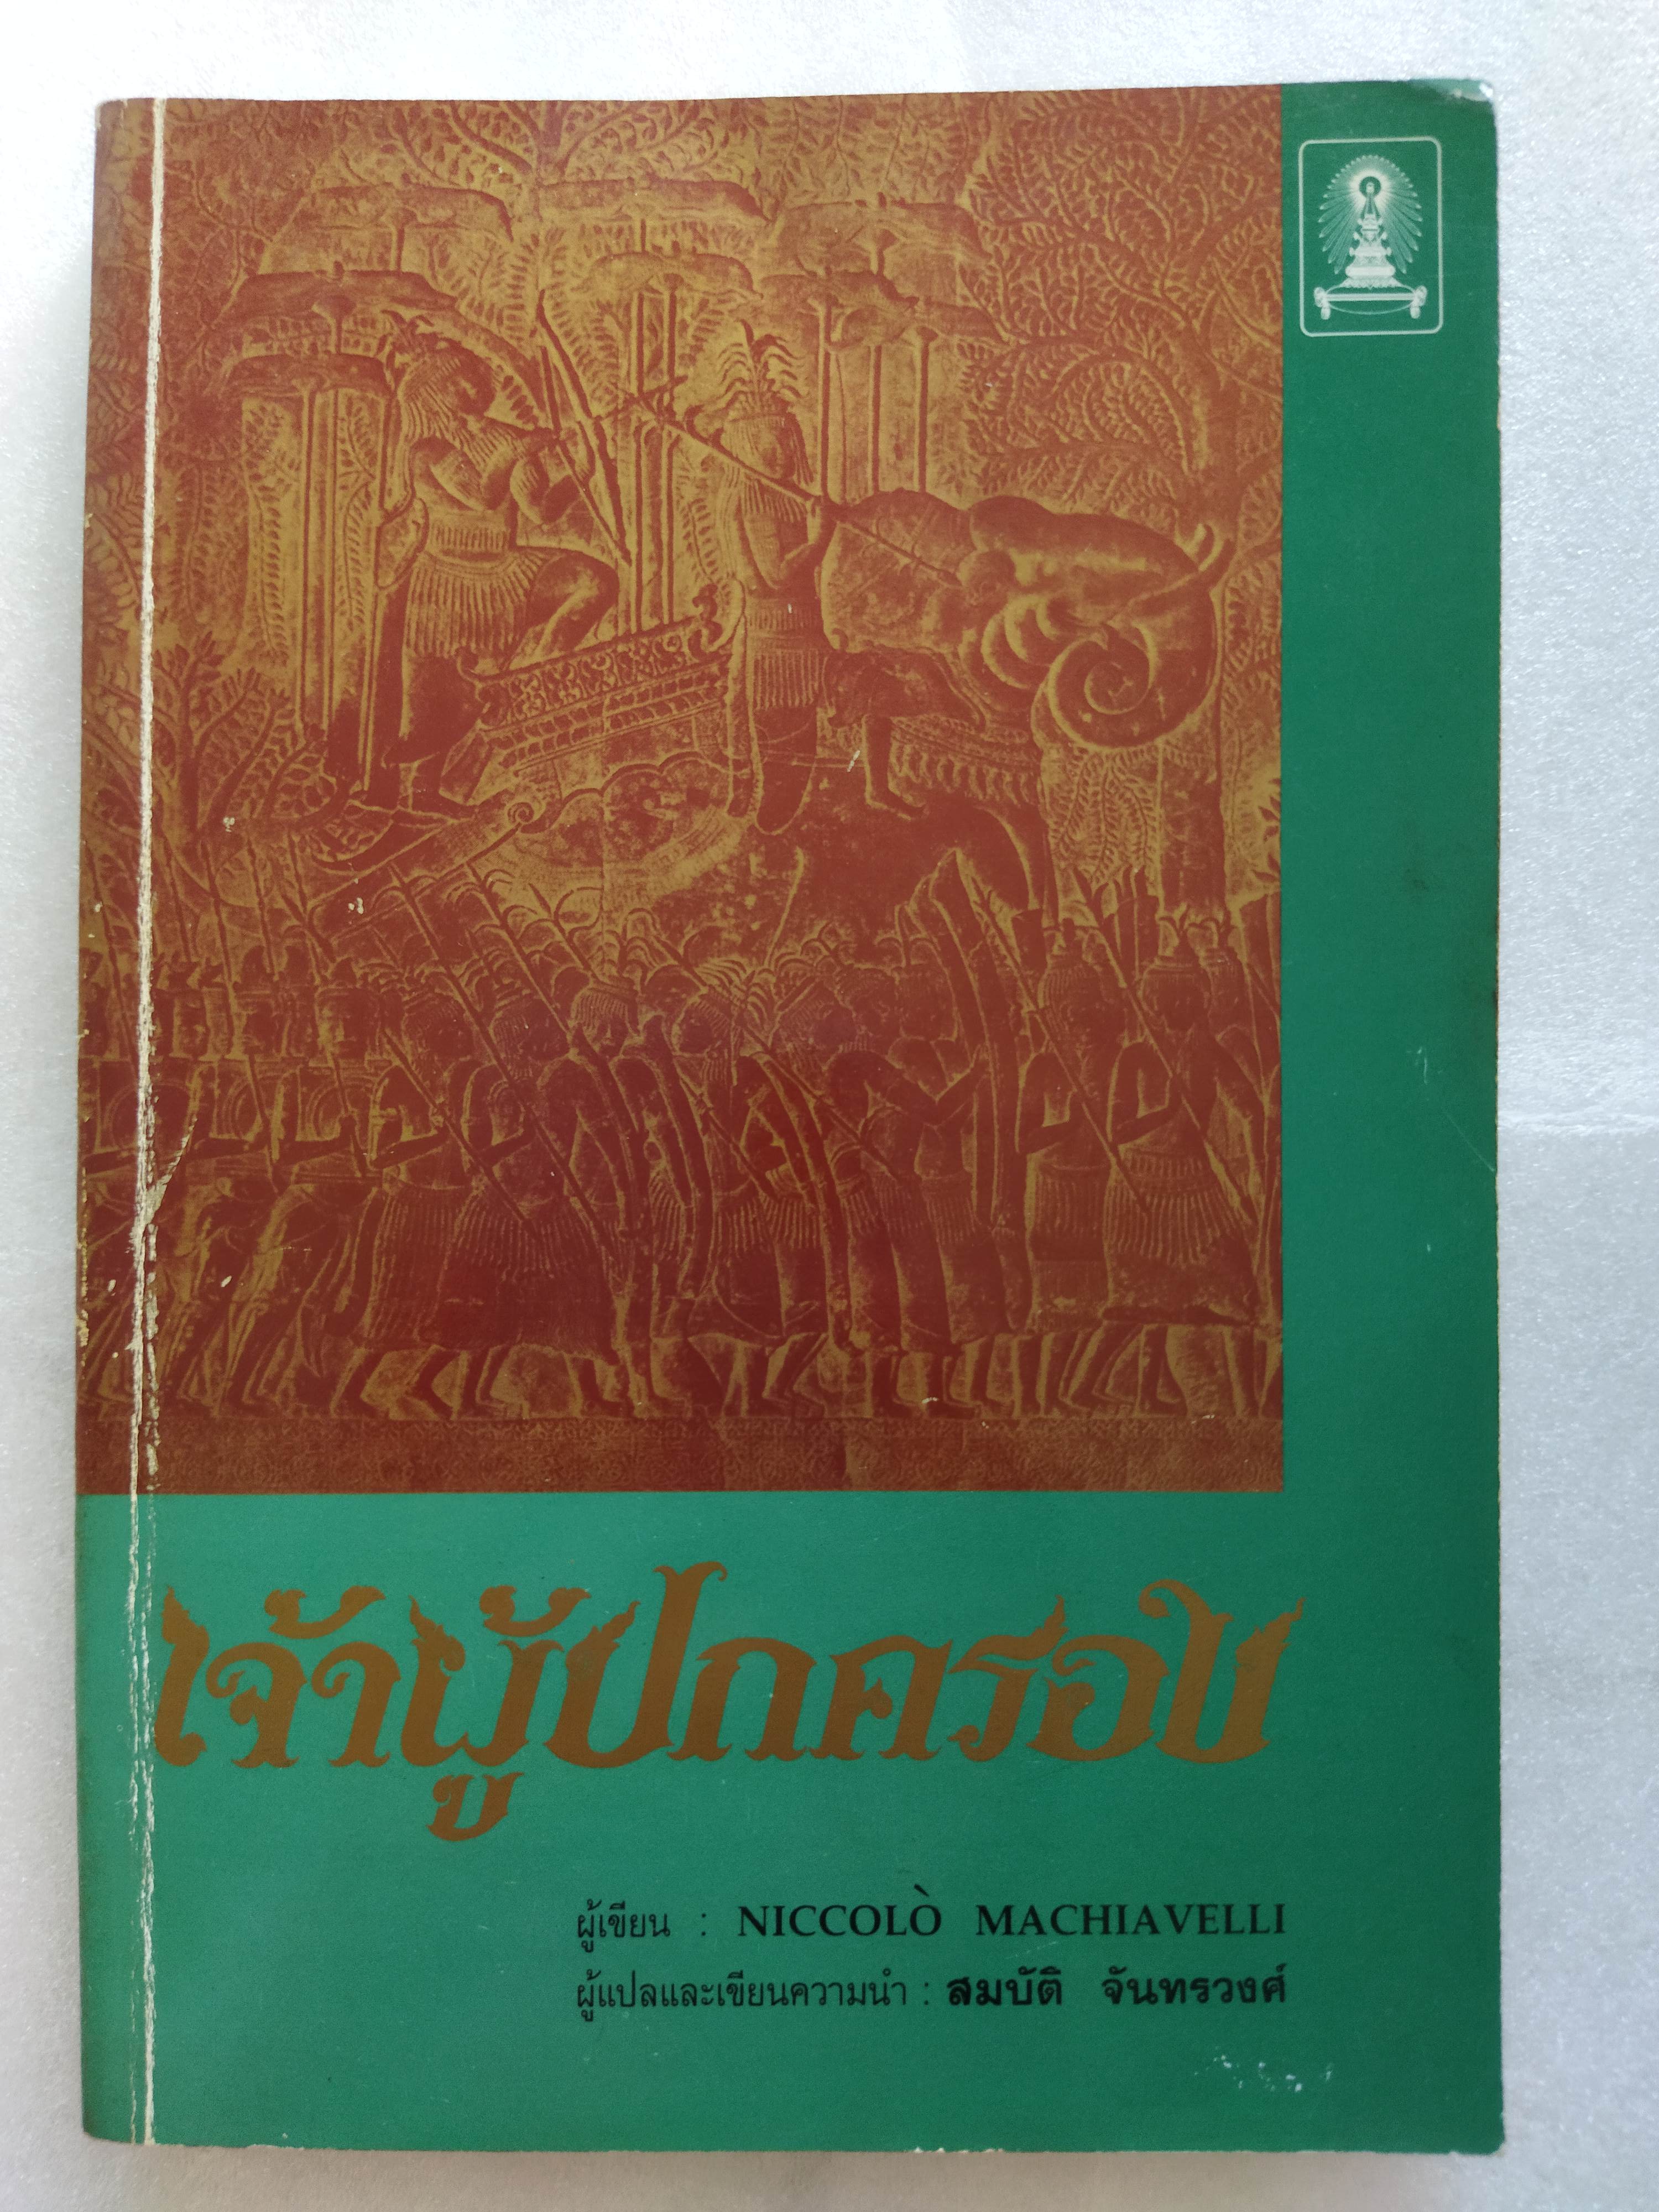 เจ้าผู้ปกครอง
ผู้เขียน : NICCOLÒ MACHIAVELLI
ผู้แปลและเขียนความนำ : สมบัติ จันทรวงศ์